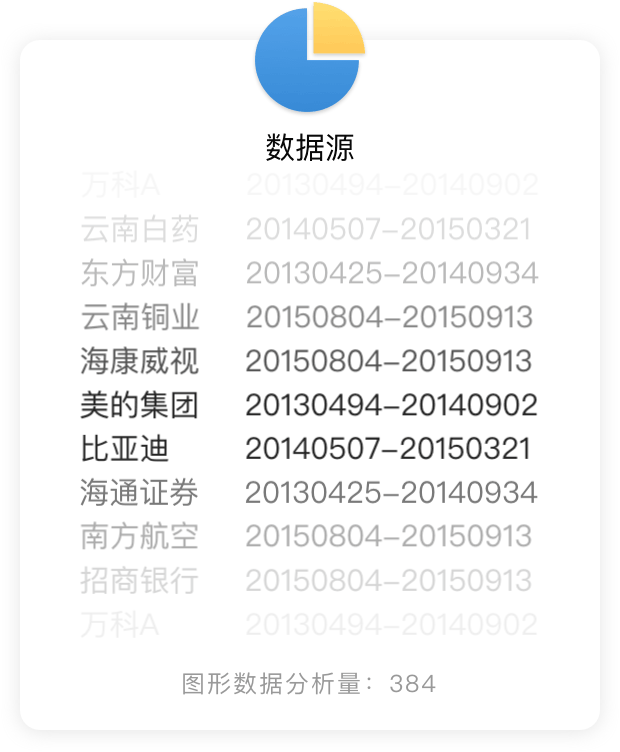 数据源
万科A 20130494-20140902
云南白药 20140507-20150321
东方财富 20130425-20140934
云南铜业 20150804-20150913
海康威视 20150804-20150913
美的集团 20130494-20140902
比亚迪 20140507-20150321
海通证券 20130425-20140934
南方航空 20150804-20150913
招商银行 20150804-20150913
万科A 20130494-20140902
图形数据分析量：384